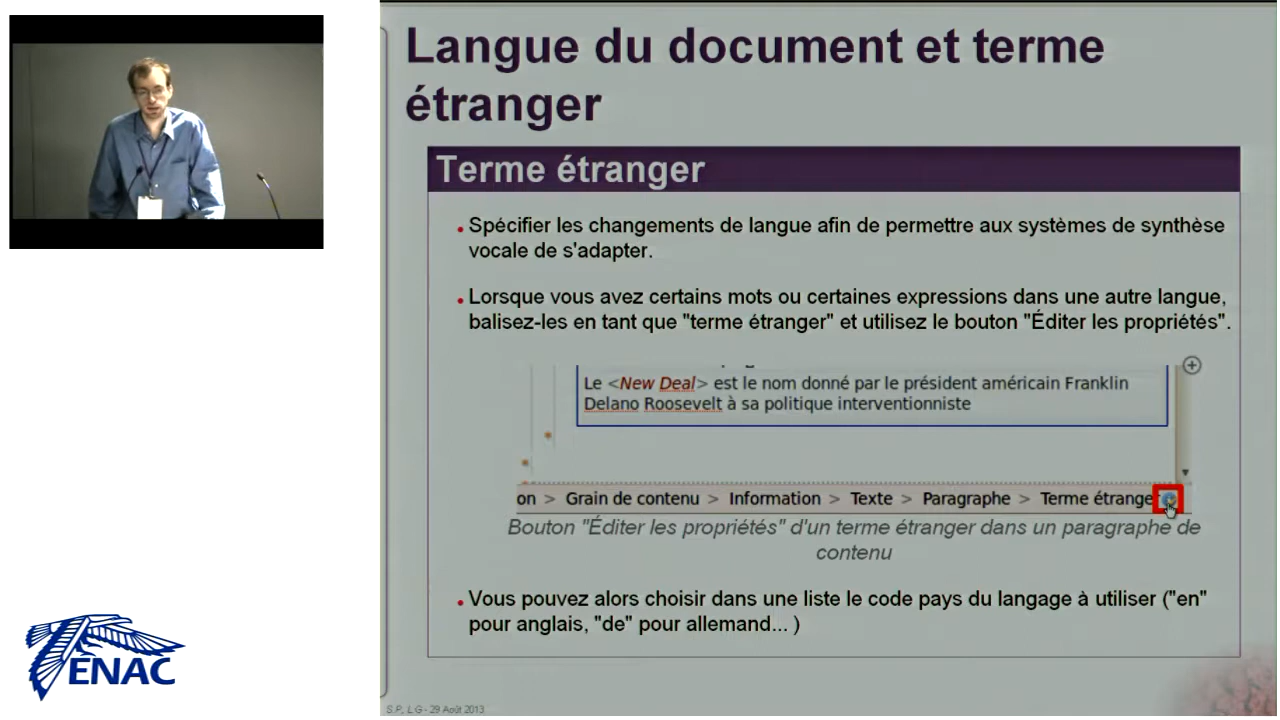 Langue du document et terme
étranger
Terme étranger
Spécifier les changements de langue afin de permettre aux systèmes de synthèse
vocale de s'adapter.
Lorsque vous avez certains mots ou certaines expressions dans une autre langue,
balisez-les en tant que "terme étranger" et utilisez le bouton "Éditer les propriétés".
Le <New Deal> est le nom donné par le président américain Franklin
Delano Roosevelt à sa politique interventionniste
on > Grain de contenu > Information > Texte > Paragraphe > Terme étranger
Bouton "Éditer les propriétés" d'un terme étranger dans un paragraphe de
contenu
Vous pouvez alors choisir dans une liste le code pays du langage à utiliser ("en"
pour anglais, "de" pour allemand... )
S.P, L.G - 29 Août 2013
ENAC